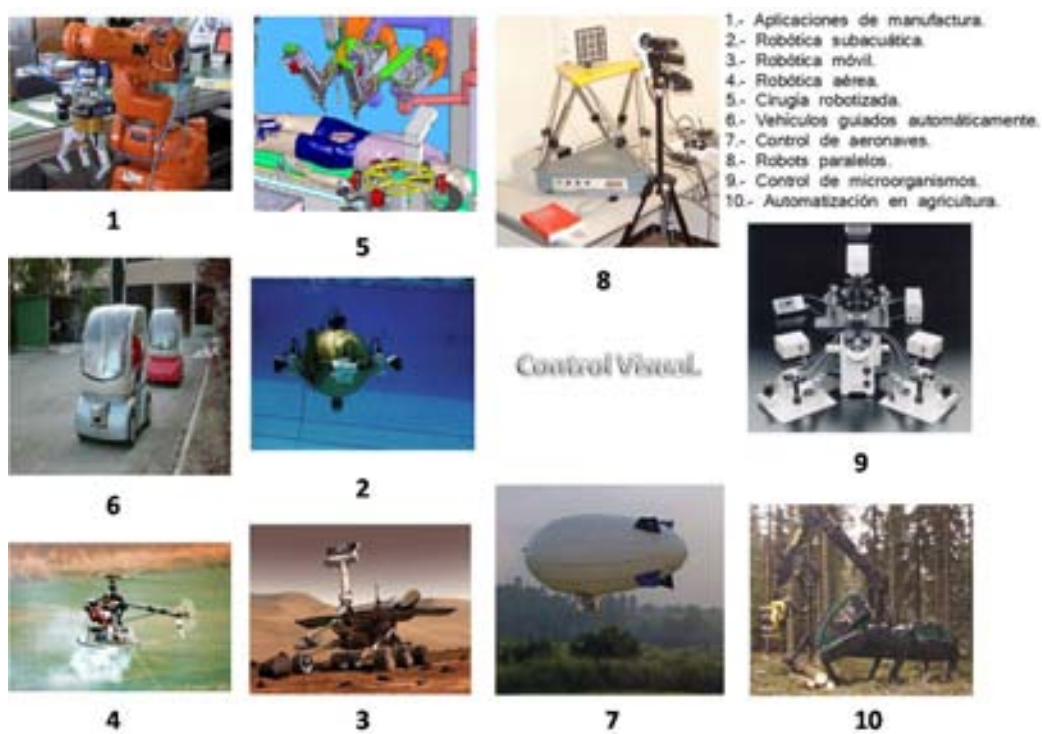 1.- Aplicaciones de manufactura.
2.- Robótica subacuática.
3.- Robótica móvil.
4.- Robótica aérea.
5.- Cirugía robotizada.
6.- Vehículos guiados automáticamente.
7.- Control de aeronaves.
8.- Robots paralelos.
9.- Control de microorganismos.
10.- Automatización en agricultura.
1
5
8
Control Visual.
6
2
9
4
3
7
10